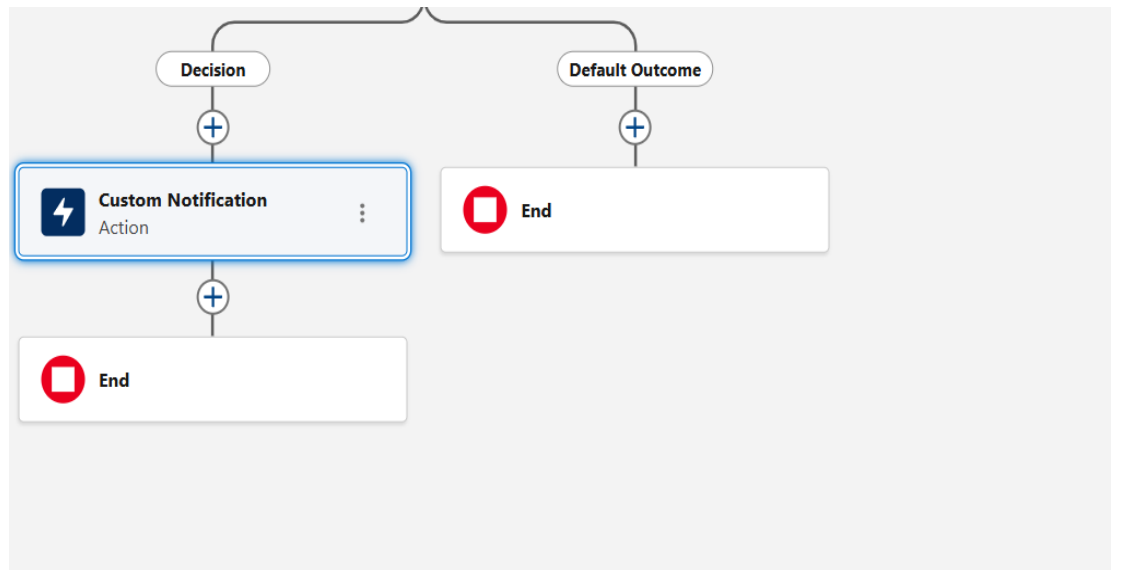 Decision
Default Outcome
Custom Notification
Action
End
End